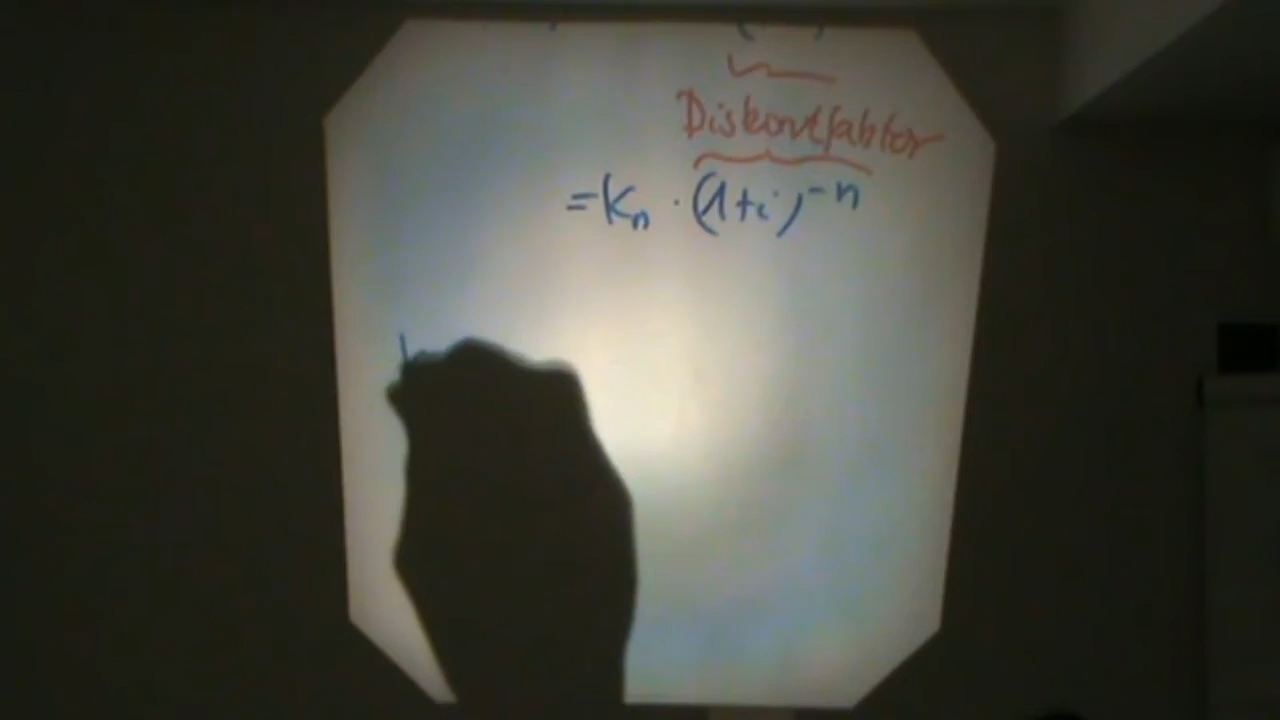 Diskontfaktor
=Kn · (1+i)^-n